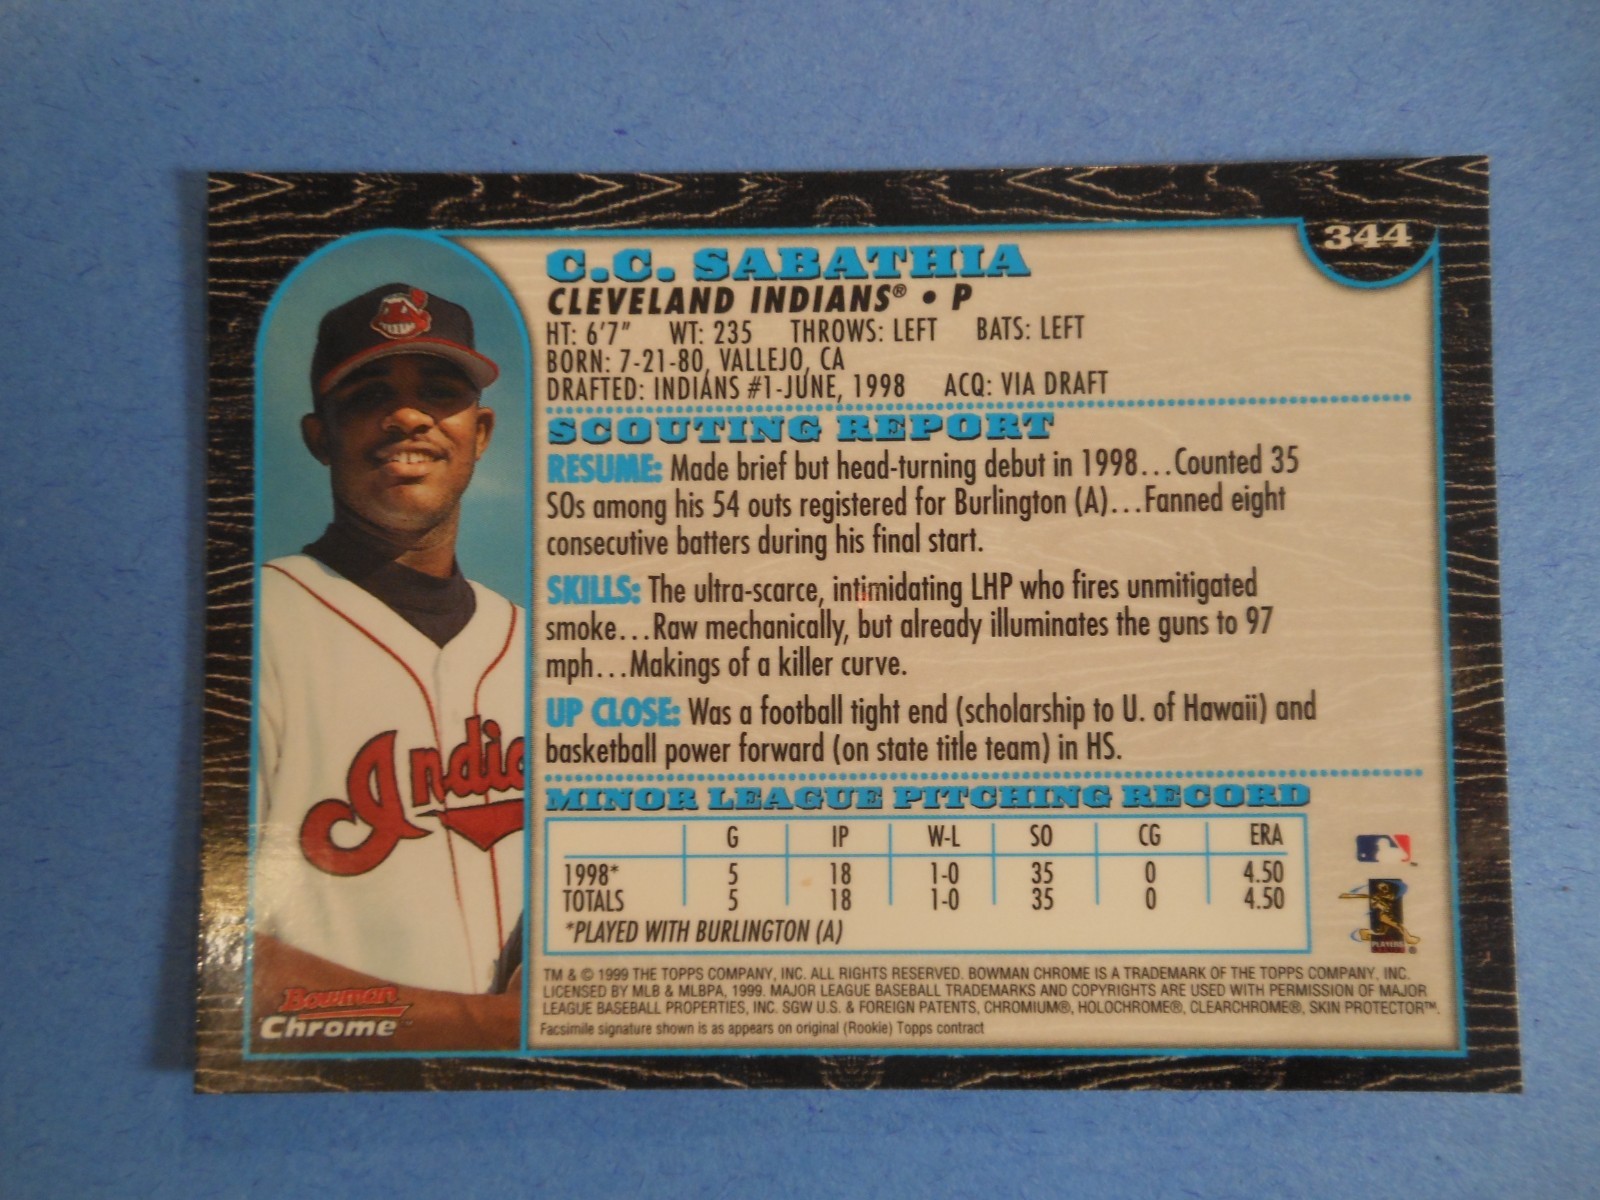 344
C.C. SABATHIA
CLEVELAND INDIANS® • P
HT: 6'7" WT: 235 THROWS: LEFT BATS: LEFT
BORN: 7-21-80, VALLEJO, CA
DRAFTED: INDIANS #1-JUNE, 1998 ACQ: VIA DRAFT
SCOUTING REPORT
RESUME: Made brief but head-turning debut in 1998...Counted 35
SOs among his 54 outs registered for Burlington (A)...Fanned eight
consecutive batters during his final start.
SKILLS: The ultra-scarce, intimidating LHP who fires unmitigated
smoke...Raw mechanically, but already illuminates the guns to 97
mph...Makings of a killer curve.
UP CLOSE: Was a football tight end (scholarship to U. of Hawaii) and
basketball power forward (on state title team) in HS.
MINOR LEAGUE PITCHING RECORD
G IP W-L SO CG ERA
1998* 5 18 1-0 35 0 4.50
TOTALS 5 18 1-0 35 0 4.50
*PLAYED WITH BURLINGTON (A)
TM & © 1999 THE TOPPS COMPANY, INC. ALL RIGHTS RESERVED. BOWMAN CHROME IS A TRADEMARK OF THE TOPPS COMPANY, INC.
LICENSED BY MLB & MLBPA, 1999. MAJOR LEAGUE BASEBALL TRADEMARKS AND COPYRIGHTS ARE USED WITH PERMISSION OF MAJOR
LEAGUE BASEBALL PROPERTIES, INC. SGW U.S. & FOREIGN PATENTS, CHROMIUM®, HOLOCHROME®, CLEARCHROME®, SKIN PROTECTOR™.
Facsimile signature shown is as appears on original (Rookie) Topps contract
Indi
Bowman
Chrome™
PLAYERS